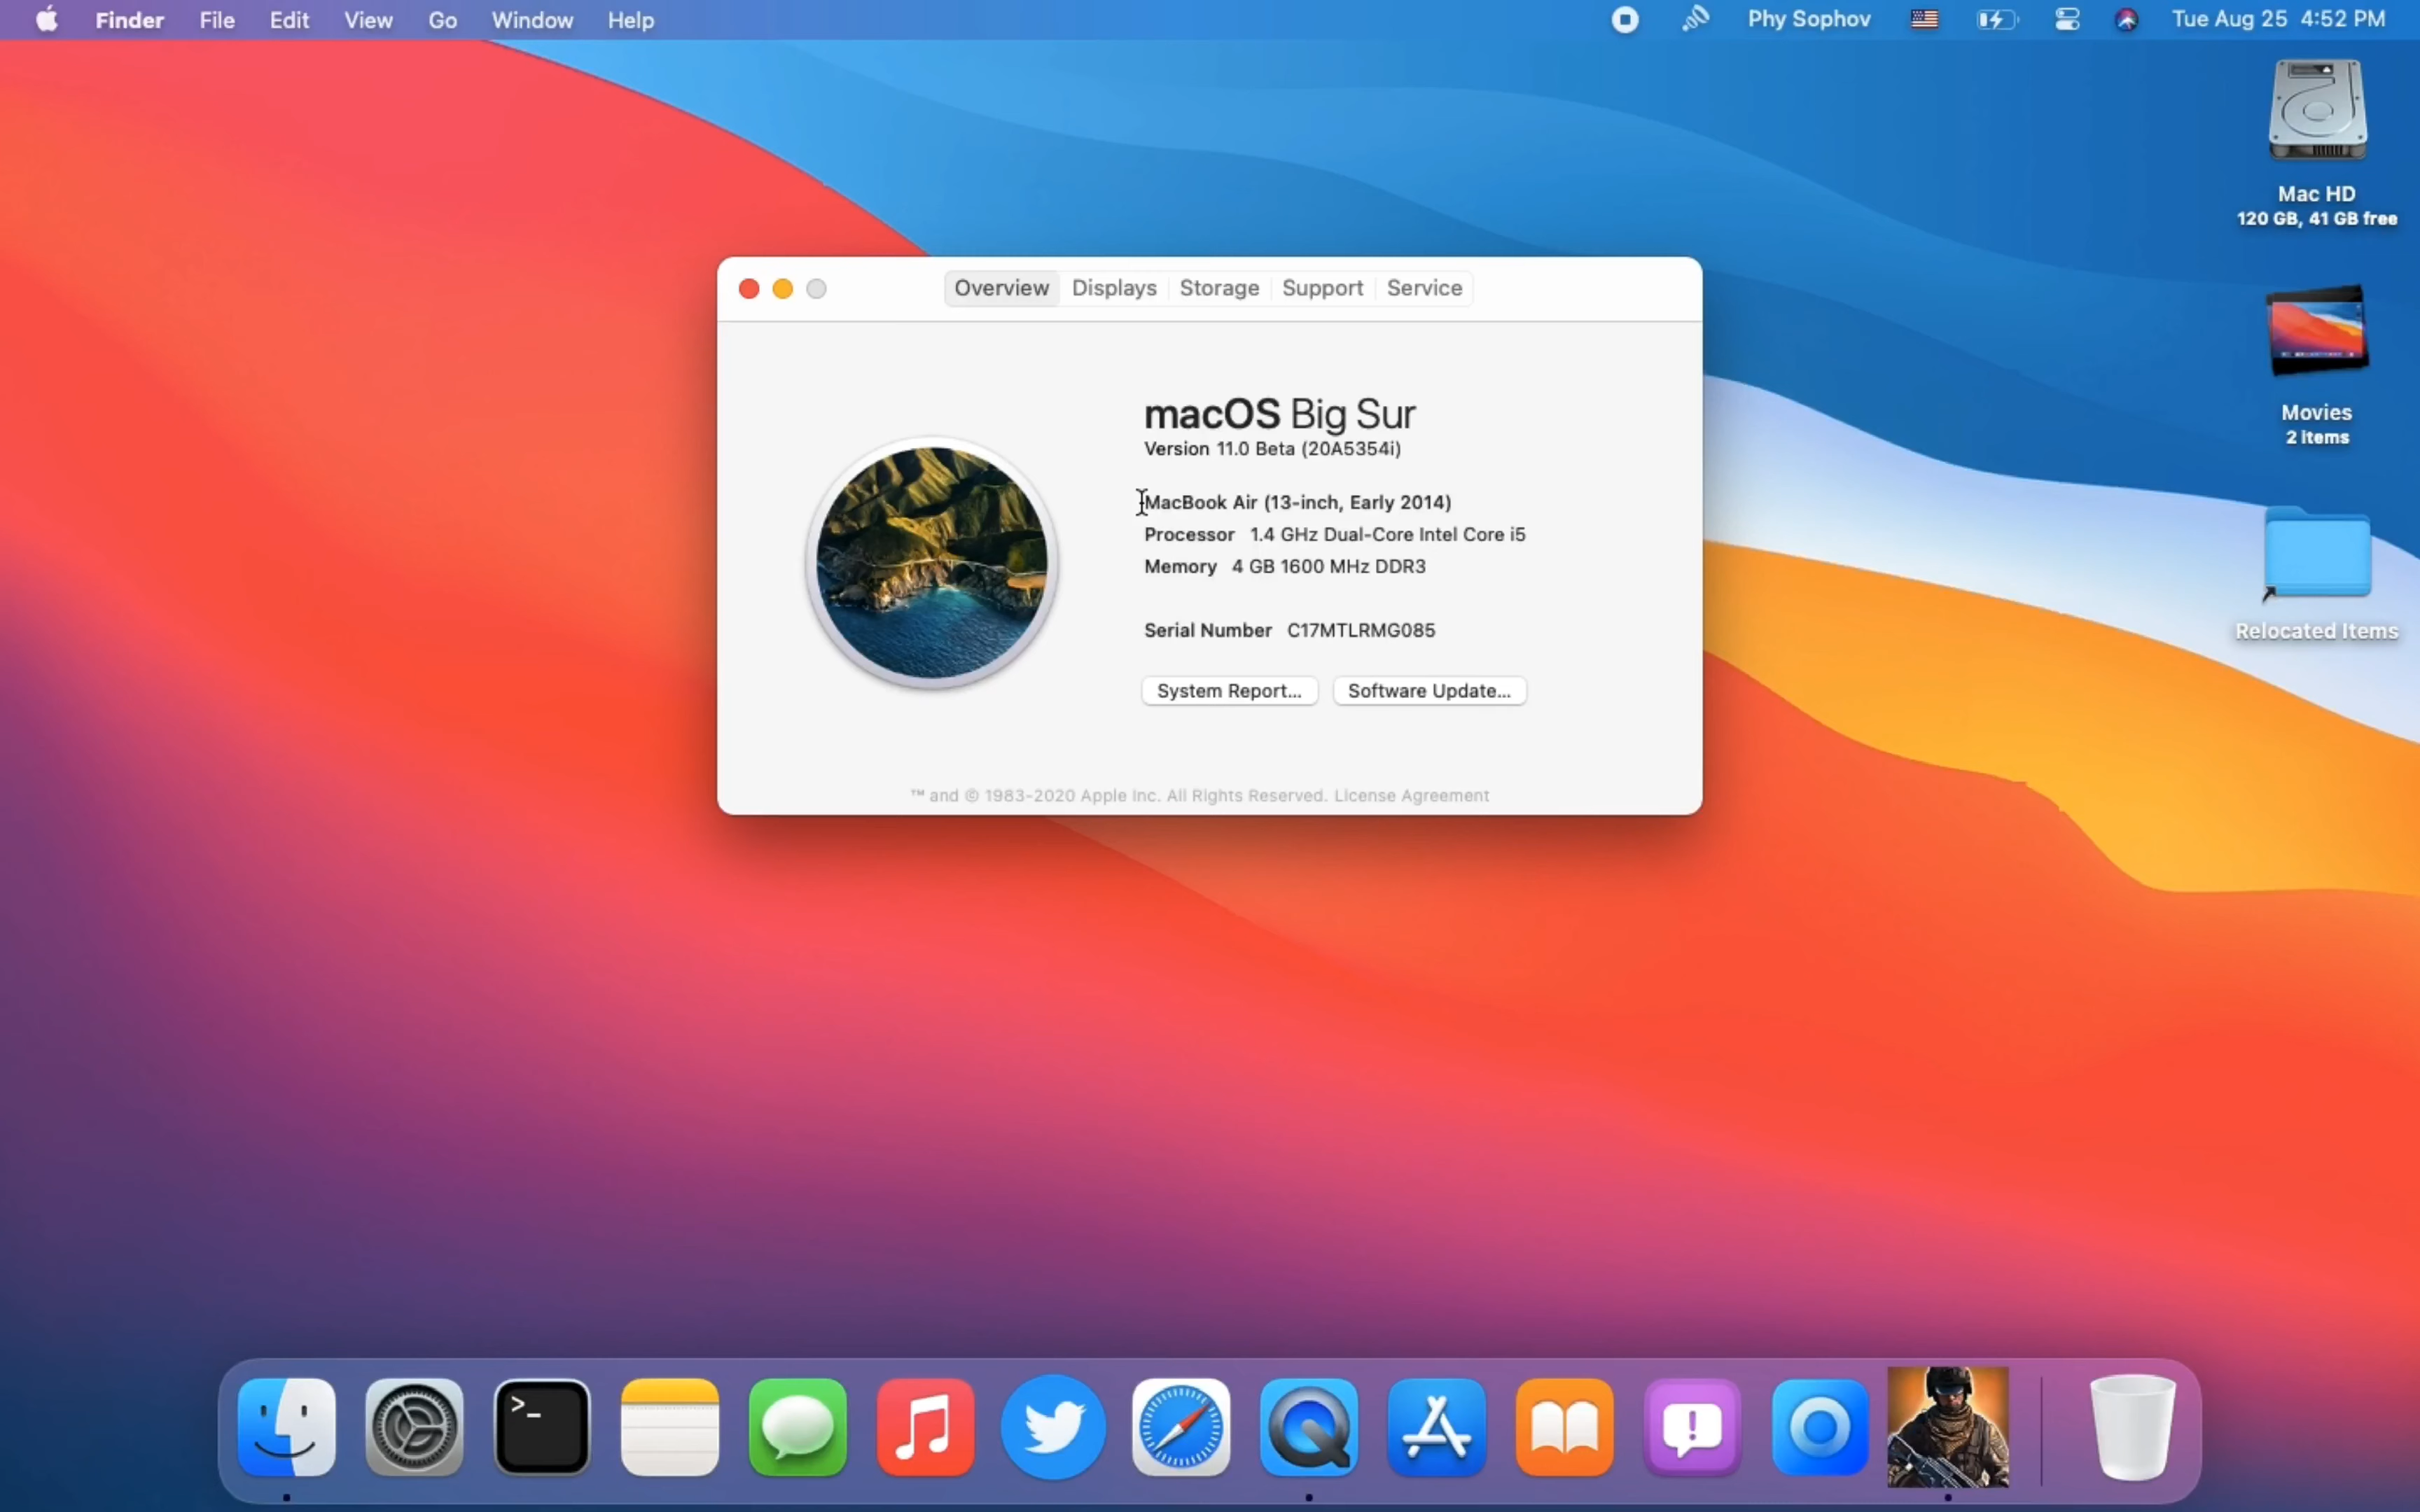 Finder File Edit View Go Window Help Phy Sophov Tue Aug 25 4:52 PM
Mac HD
120 GB, 41 GB free
Movies
2 items
Relocated Items
Overview Displays Storage Support Service
macOS Big Sur
Version 11.0 Beta (20A5354i)
MacBook Air (13-inch, Early 2014)
Processor 1.4 GHz Dual-Core Intel Core i5
Memory 4 GB 1600 MHz DDR3
Serial Number C17MTLRMG085
System Report... Software Update...
™ and © 1983-2020 Apple Inc. All Rights Reserved. License Agreement
>_